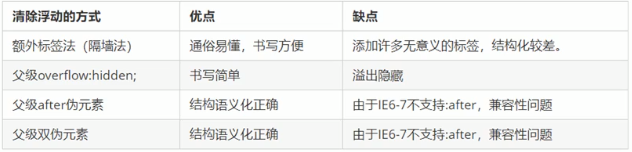 清除浮动的方式 优点 缺点
额外标签法（隔墙法） 通俗易懂，书写方便 添加许多无意义的标签，结构化较差。
父级overflow:hidden; 书写简单 溢出隐藏
父级after伪元素 结构语义化正确 由于IE6-7不支持:after，兼容性问题
父级双伪元素 结构语义化正确 由于IE6-7不支持:after，兼容性问题